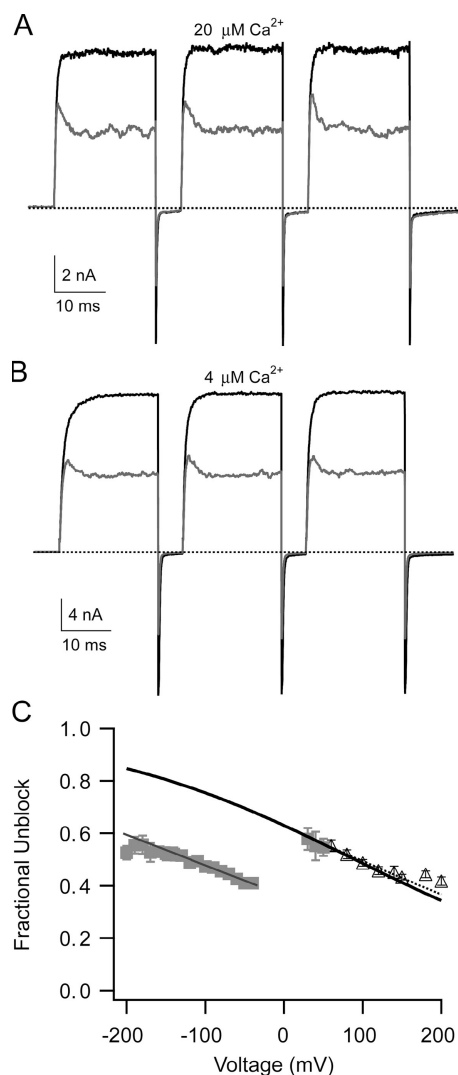 A
20 μM Ca²⁺
2 nA
10 ms
B
4 μM Ca²⁺
4 nA
10 ms
C
Fractional Unblock
1.0
0.8
0.6
0.4
0.2
0.0
-200
-100
0
100
200
Voltage (mV)